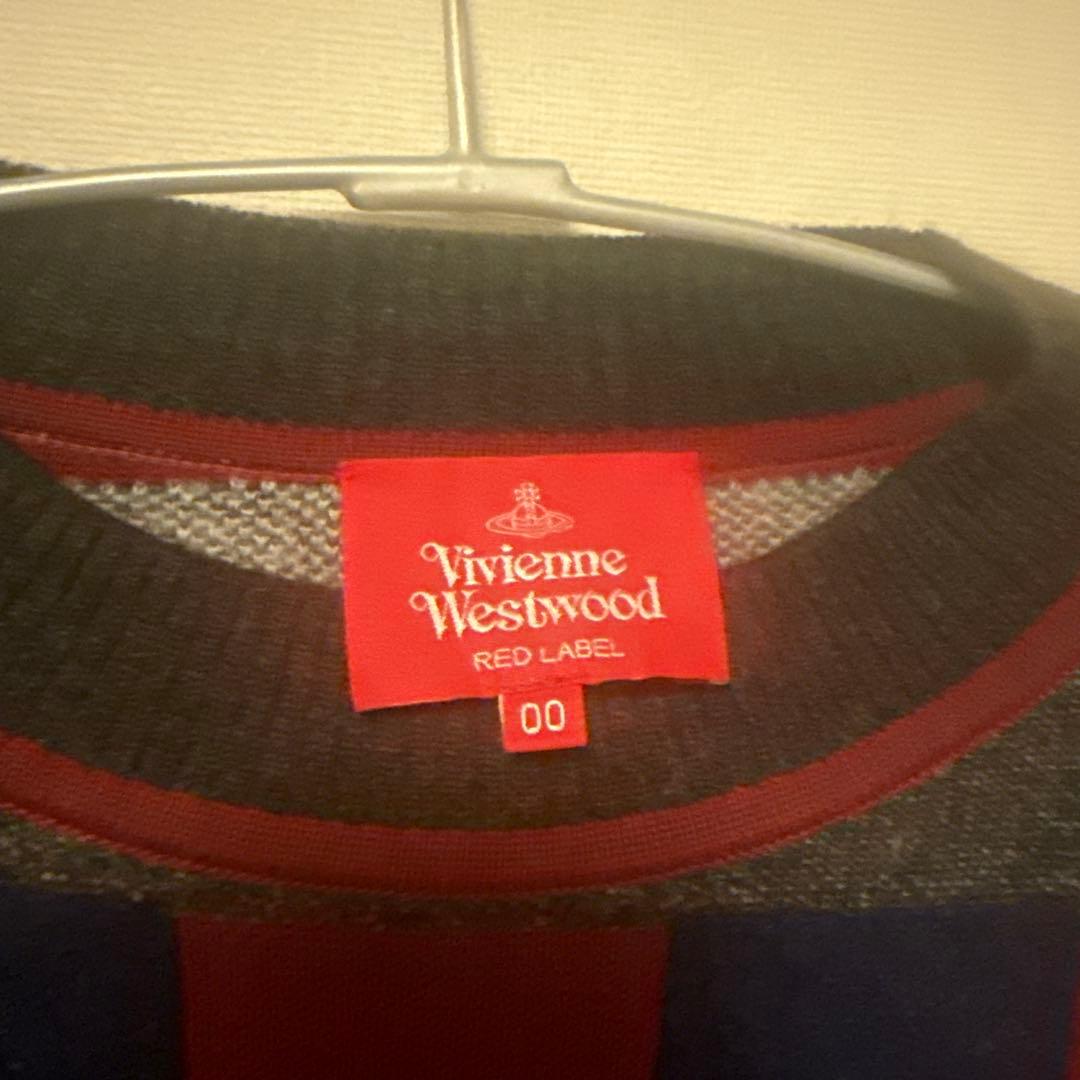 Vivienne
Westwood
RED LABEL
00